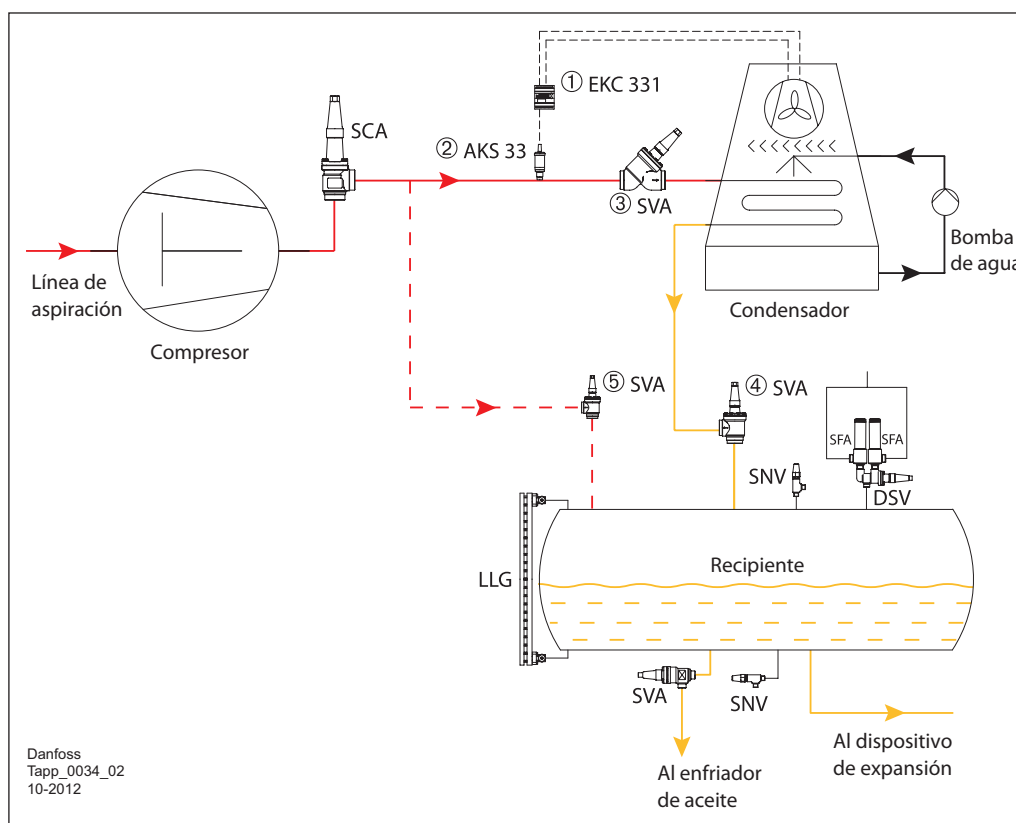 ① EKC 331
SCA
② AKS 33
③ SVA
Bomba
de agua
Línea de
aspiración
Condensador
Compresor
⑤ SVA
④ SVA
SFA SFA
SNV
DSV
LLG
Recipiente
SVA
SNV
Al dispositivo
de expansión
Al enfriador
de aceite
Danfoss
Tapp_0034_02
10-2012